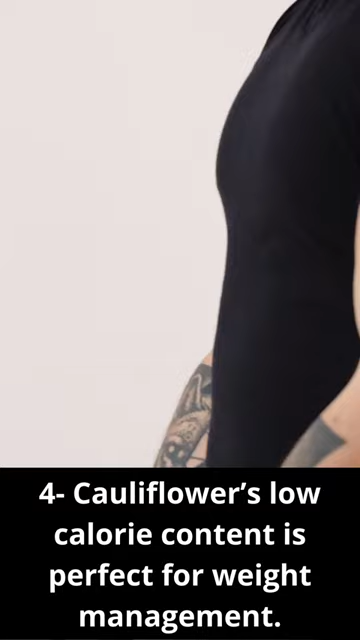 4- Cauliflower’s low
calorie content is
perfect for weight
management.